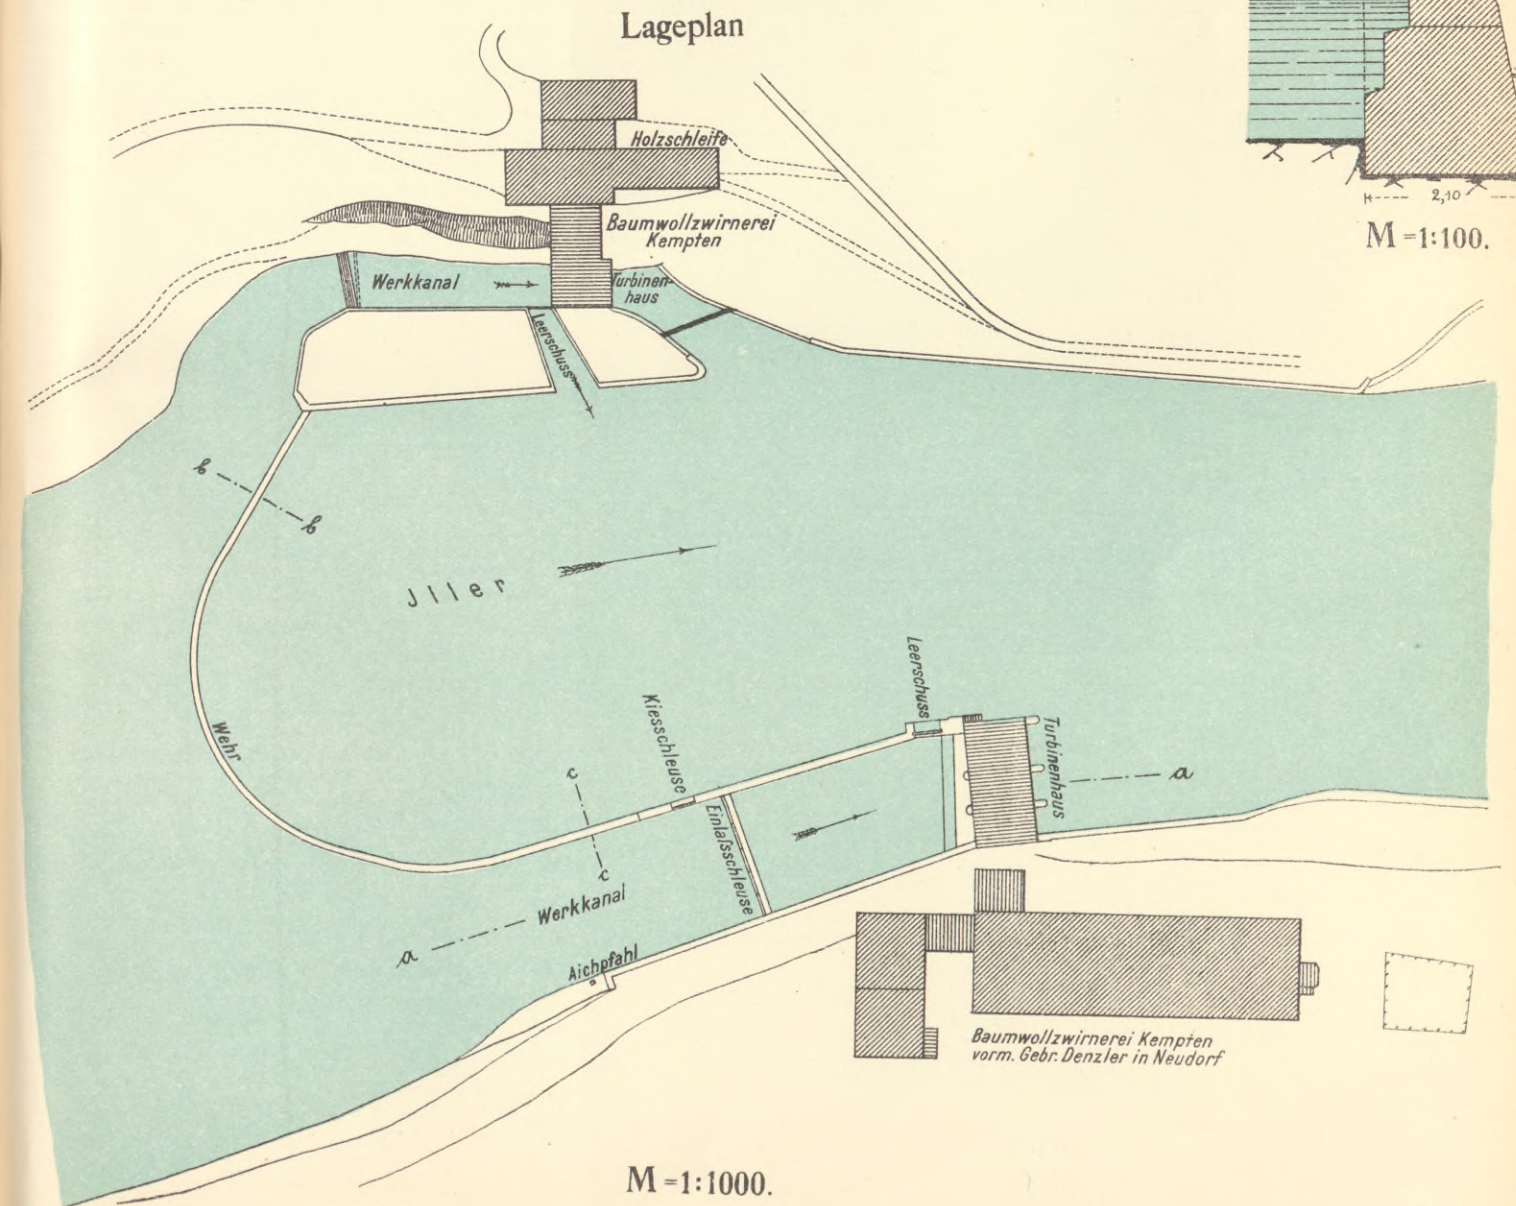 Lageplan
2,10
M = 1:100.
Holzschleife
Baumwollzwirnerei
Kempten
Werkkanal
Turbinen-
haus
Leerschuss
b
b
Jller
Wehr
Kiesschleuse
Leerschuss
Turbinenhaus
c
c
a
Einlaſsschleuse
Werkkanal
a
Aichpfahl
Baumwollzwirnerei Kempten
vorm. Gebr. Denzler in Neudorf
M = 1:1000.